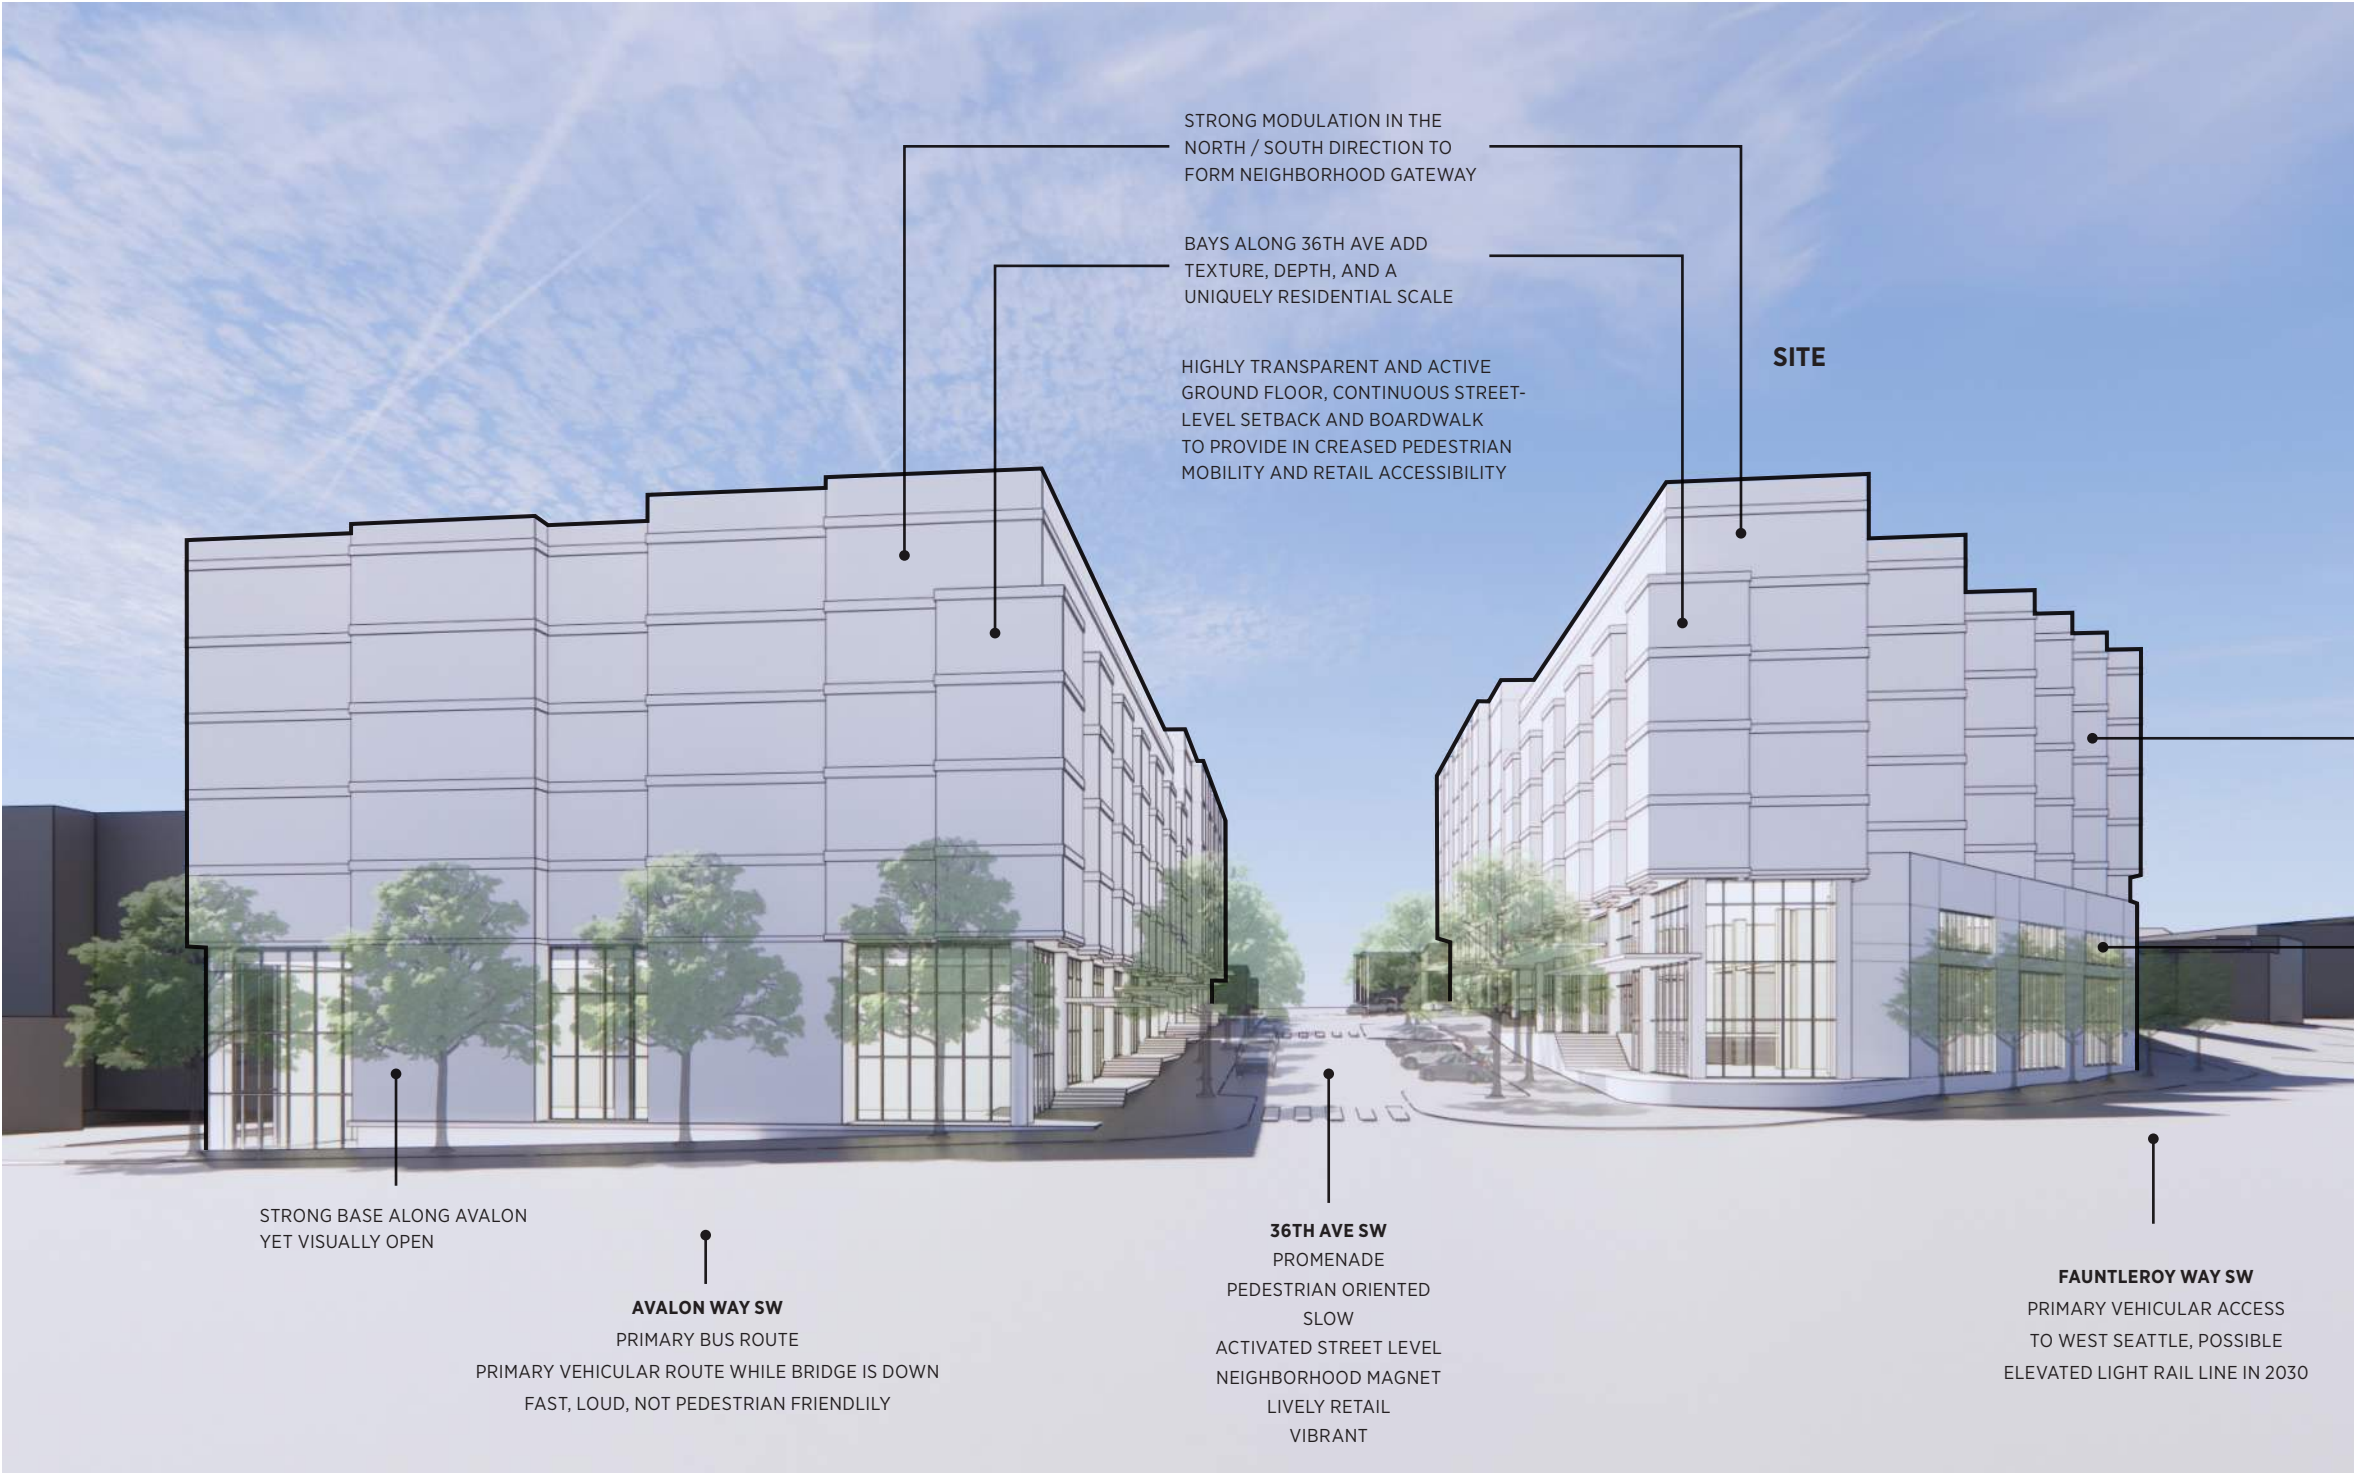 STRONG MODULATION IN THE
NORTH / SOUTH DIRECTION TO
FORM NEIGHBORHOOD GATEWAY
BAYS ALONG 36TH AVE ADD
TEXTURE, DEPTH, AND A
UNIQUELY RESIDENTIAL SCALE
SITE
HIGHLY TRANSPARENT AND ACTIVE
GROUND FLOOR, CONTINUOUS STREET-
LEVEL SETBACK AND BOARDWALK
TO PROVIDE IN CREASED PEDESTRIAN
MOBILITY AND RETAIL ACCESSIBILITY
STRONG BASE ALONG AVALON
YET VISUALLY OPEN
AVALON WAY SW
PRIMARY BUS ROUTE
PRIMARY VEHICULAR ROUTE WHILE BRIDGE IS DOWN
FAST, LOUD, NOT PEDESTRIAN FRIENDLILY
36TH AVE SW
PROMENADE
PEDESTRIAN ORIENTED
SLOW
ACTIVATED STREET LEVEL
NEIGHBORHOOD MAGNET
LIVELY RETAIL
VIBRANT
FAUNTLEROY WAY SW
PRIMARY VEHICULAR ACCESS
TO WEST SEATTLE, POSSIBLE
ELEVATED LIGHT RAIL LINE IN 2030